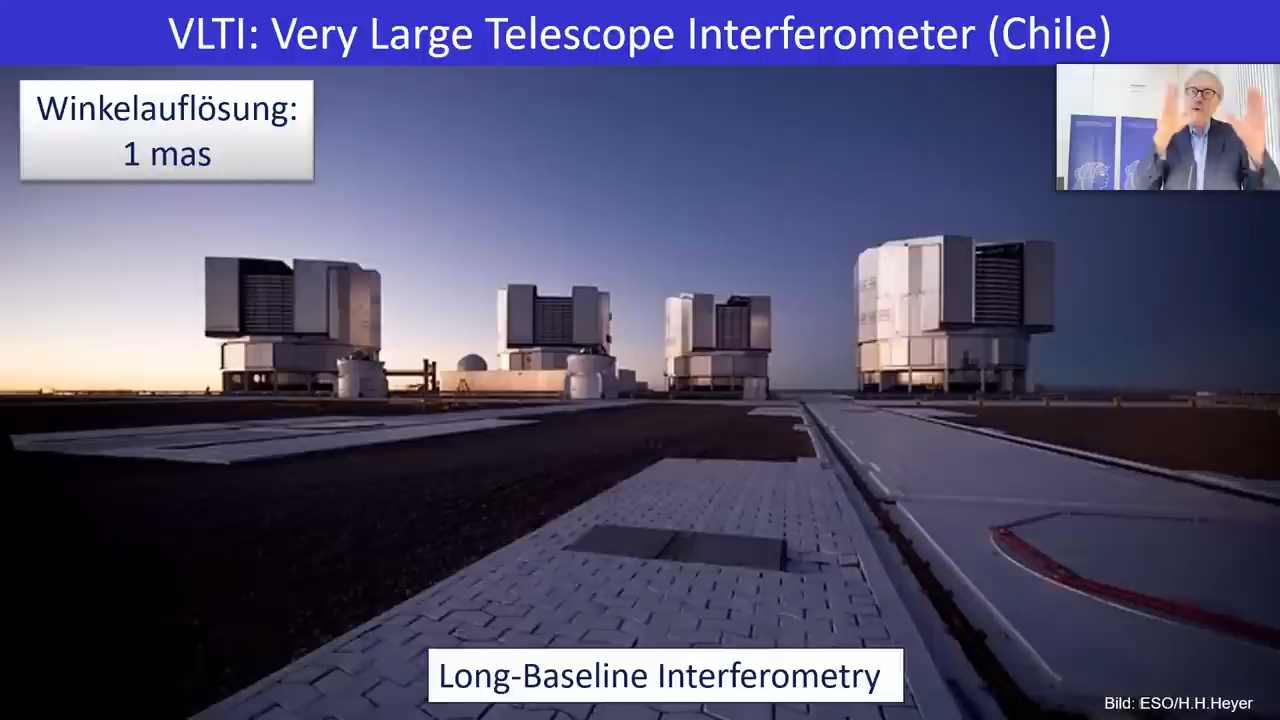 VLTI: Very Large Telescope Interferometer (Chile)
Winkelauflösung:
1 mas
Long-Baseline Interferometry
Bild: ESO/H.H.Heyer